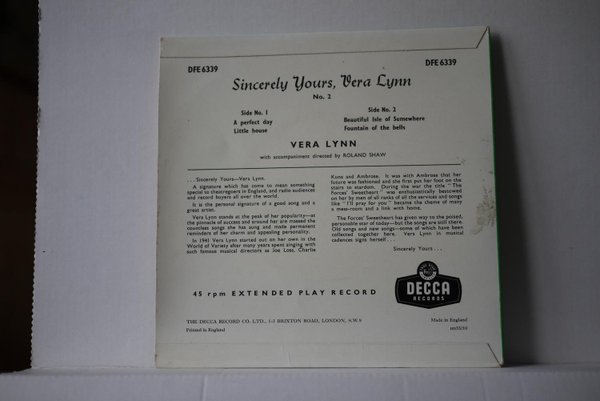 DFE 6339
DFE 6339
Sincerely Yours, Vera Lynn
No. 2
Side No. 1
A perfect day
Little house
Side No. 2
Beautiful Isle of Somewhere
Fountain of the bells
VERA LYNN
with accompaniment directed by ROLAND SHAW
. . . Sincerely Yours—Vera Lynn.
A signature which has come to mean something
special to theatregoers in England, and radio audiences
and record buyers all over the world.
It is the personal signature of a good song and a
great artist.
Vera Lynn stands at the peak of her popularity—at
the pinnacle of success and around her are massed the
countless songs she has sung and made permanent
reminders of her charm and appealing personality.
In 1941 Vera Lynn started out on her own in the
World of Variety after many years spent singing with
such famous musical directors as Joe Loss, Charlie
Kunz and Ambrose. It was with Ambrose that her
future was fashioned and she first put her foot on the
stairs to stardom. During the war the title "The
Forces' Sweetheart" was enthusiastically bestowed
on her by men of all ranks of all the services and songs
like "I'll pray for you" became the theme of many
a mess-room and a link with home.
The Forces' Sweetheart has given way to the poised,
personable star of today—but the songs are still there.
Old songs and new songs—some of which have been
collected together here. Vera Lynn in musical
cadences signs herself . . .
Sincerely Yours . . .
45 rpm EXTENDED PLAY RECORD
DECCA
RECORDS
THE DECCA RECORD CO. LTD., 1-3 BRIXTON ROAD, LONDON, S.W.9
Printed in England
Made in England